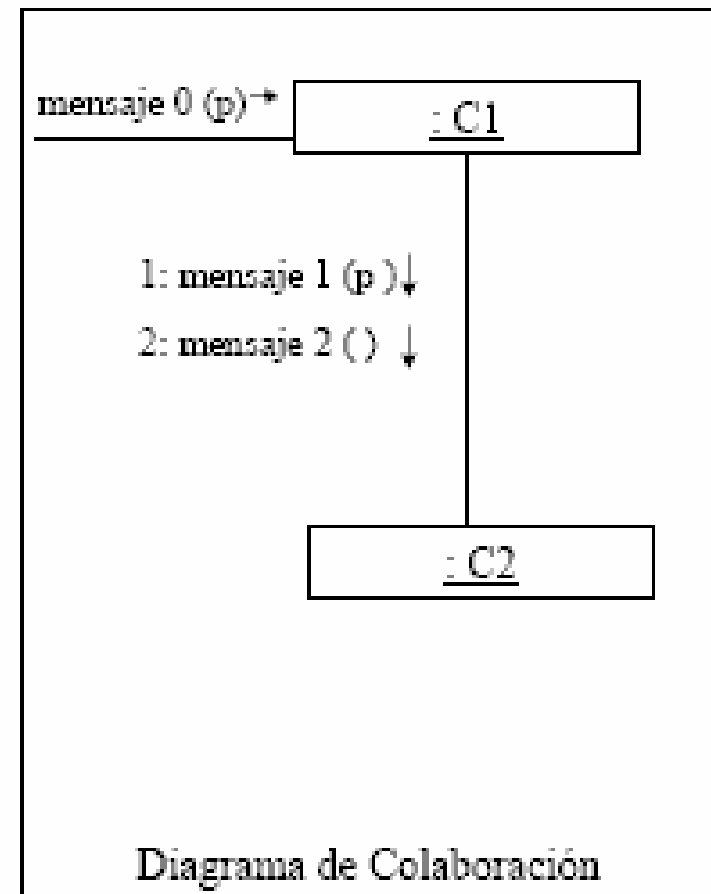 mensaje 0 (p)→
: C1
1: mensaje 1 (p )↓
2: mensaje 2 ( ) ↓
: C2
Diagrama de Colaboración